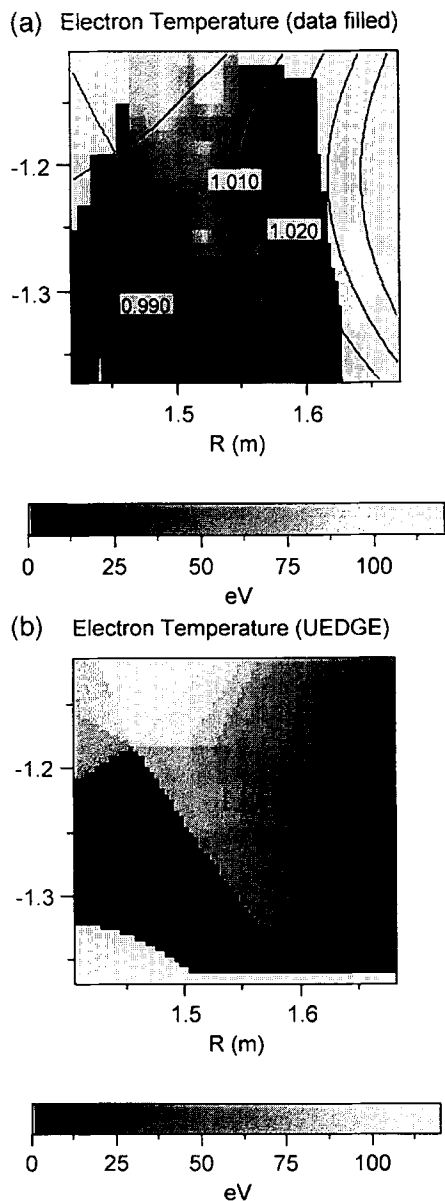 (a) Electron Temperature (data filled)
-1.2
1.010
1.020
-1.3
0.990
1.5 1.6
R (m)
0 25 50 75 100
eV
(b) Electron Temperature (UEDGE)
-1.2
-1.3
1.5 1.6
R (m)
0 25 50 75 100
eV